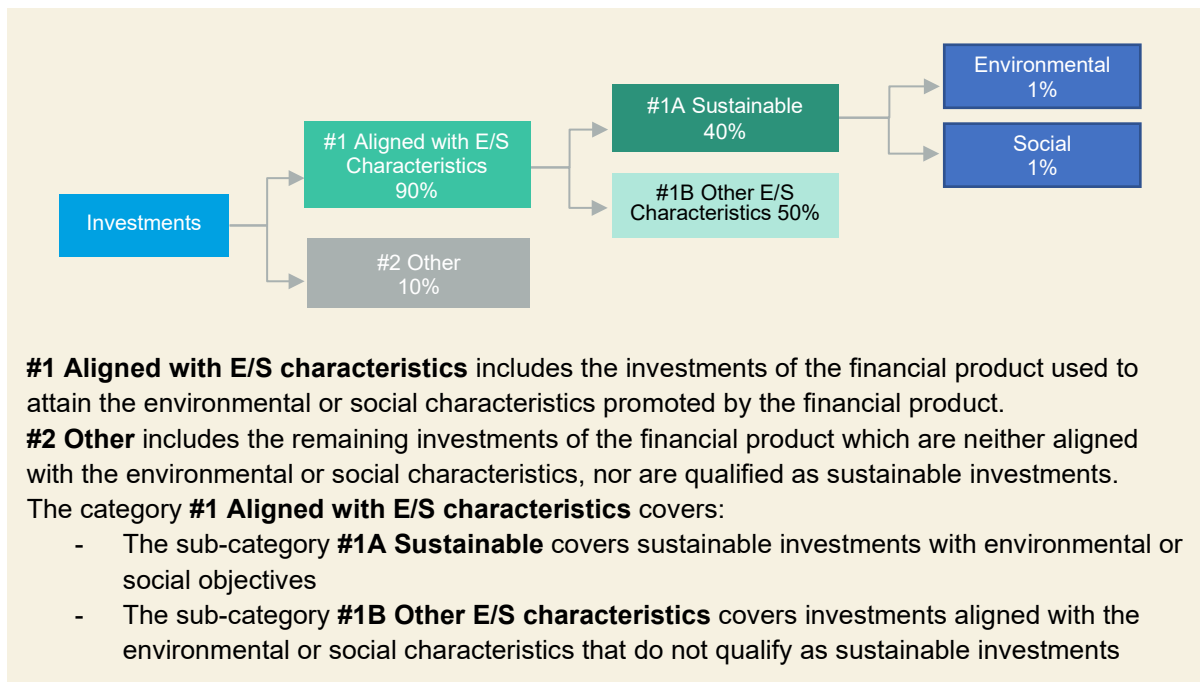 Investments
#1 Aligned with E/S
Characteristics
90%
#2 Other
10%
#1A Sustainable
40%
#1B Other E/S
Characteristics 50%
Environmental
1%
Social
1%
#1 Aligned with E/S characteristics includes the investments of the financial product used to
attain the environmental or social characteristics promoted by the financial product.
#2 Other includes the remaining investments of the financial product which are neither aligned
with the environmental or social characteristics, nor are qualified as sustainable investments.
The category #1 Aligned with E/S characteristics covers:
- The sub-category #1A Sustainable covers sustainable investments with environmental or
social objectives
- The sub-category #1B Other E/S characteristics covers investments aligned with the
environmental or social characteristics that do not qualify as sustainable investments